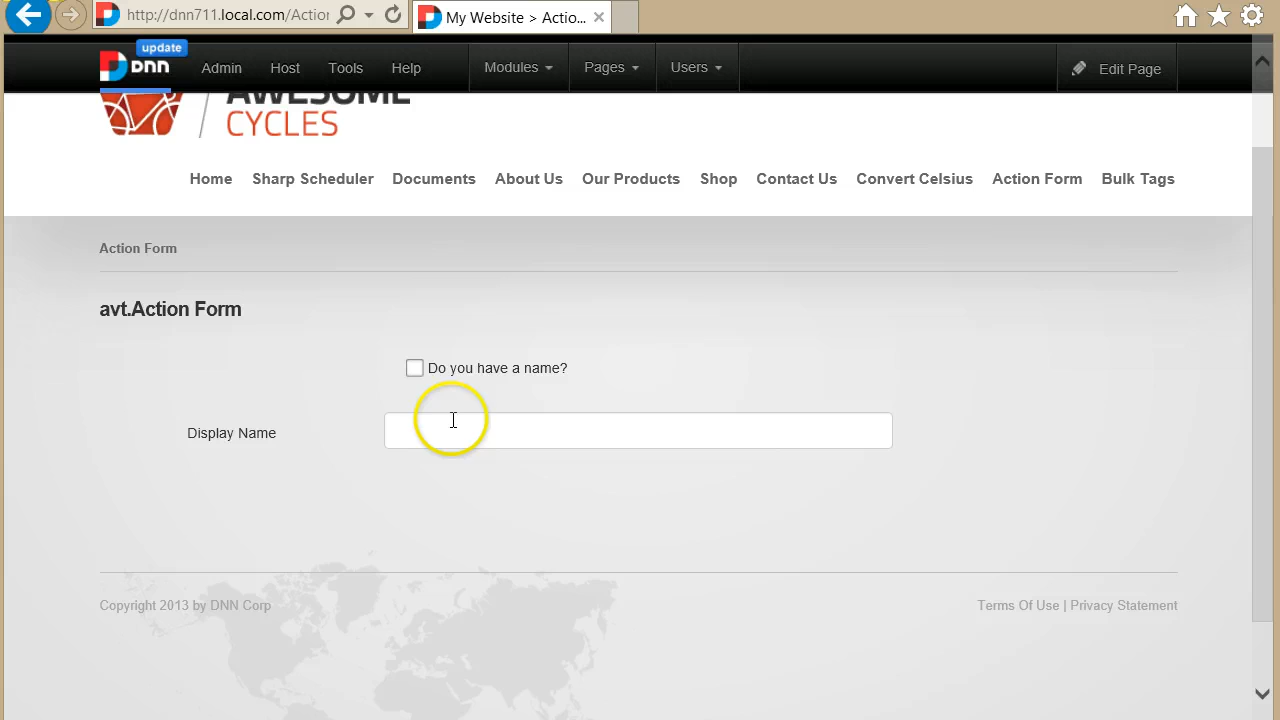 http://dnn711.local.com/Action
My Website > Actio...
update
DNN
Admin Host Tools Help Modules Pages Users Edit Page
AWESOME
CYCLES
Home Sharp Scheduler Documents About Us Our Products Shop Contact Us Convert Celsius Action Form Bulk Tags
Action Form
avt.Action Form
Do you have a name?
Display Name
Copyright 2013 by DNN Corp
Terms Of Use | Privacy Statement